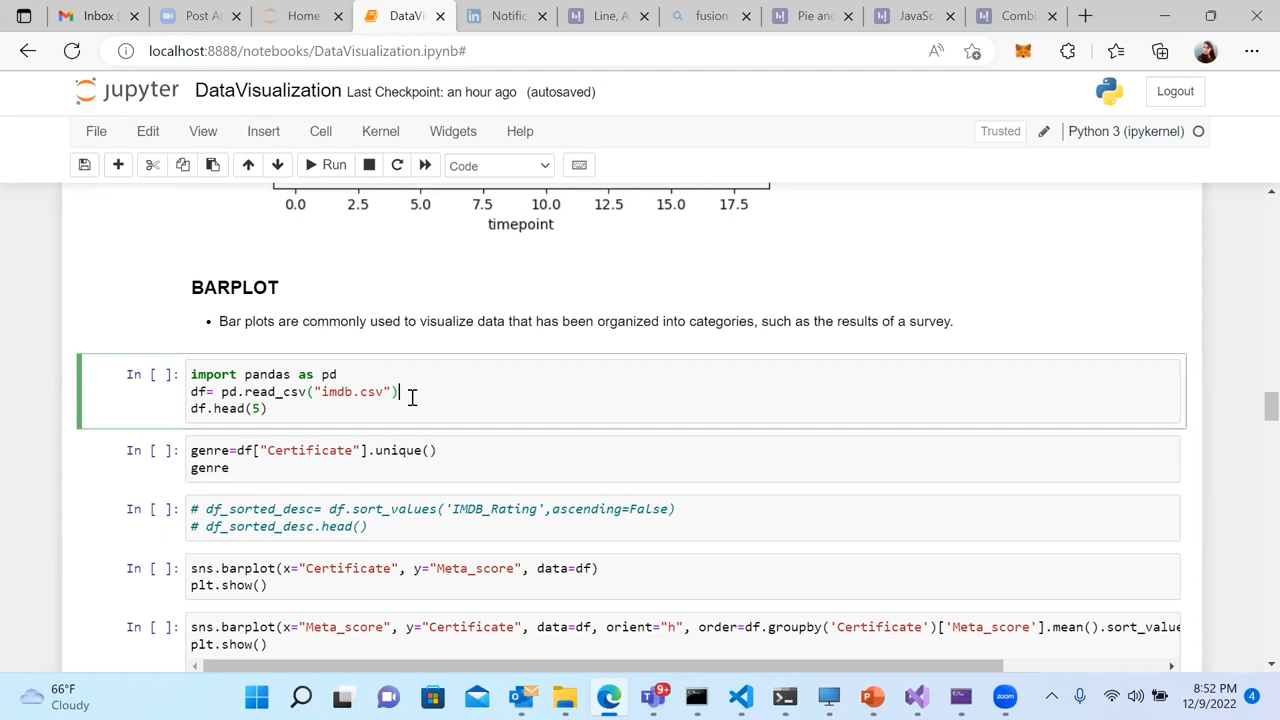 Inbox (
Post A
Home
DataVi
Notific
Line, A
fusion
Pie and
JavaSc
Combi
localhost:8888/notebooks/DataVisualization.ipynb#
jupyter
DataVisualization Last Checkpoint: an hour ago (autosaved)
Logout
File Edit View Insert Cell Kernel Widgets Help
Trusted
Python 3 (ipykernel)
Run
Code
0.0 2.5 5.0 7.5 10.0 12.5 15.0 17.5
timepoint
BARPLOT
• Bar plots are commonly used to visualize data that has been organized into categories, such as the results of a survey.
In [ ]: import pandas as pd
df= pd.read_csv("imdb.csv")
df.head(5)
In [ ]: genre=df["Certificate"].unique()
genre
In [ ]: # df_sorted_desc= df.sort_values('IMDB_Rating',ascending=False)
# df_sorted_desc.head()
In [ ]: sns.barplot(x="Certificate", y="Meta_score", data=df)
plt.show()
In [ ]: sns.barplot(x="Meta_score", y="Certificate", data=df, orient="h", order=df.groupby('Certificate')['Meta_score'].mean().sort_value
plt.show()
66°F
Cloudy
9+
zoom
8:52 PM
12/9/2022
4